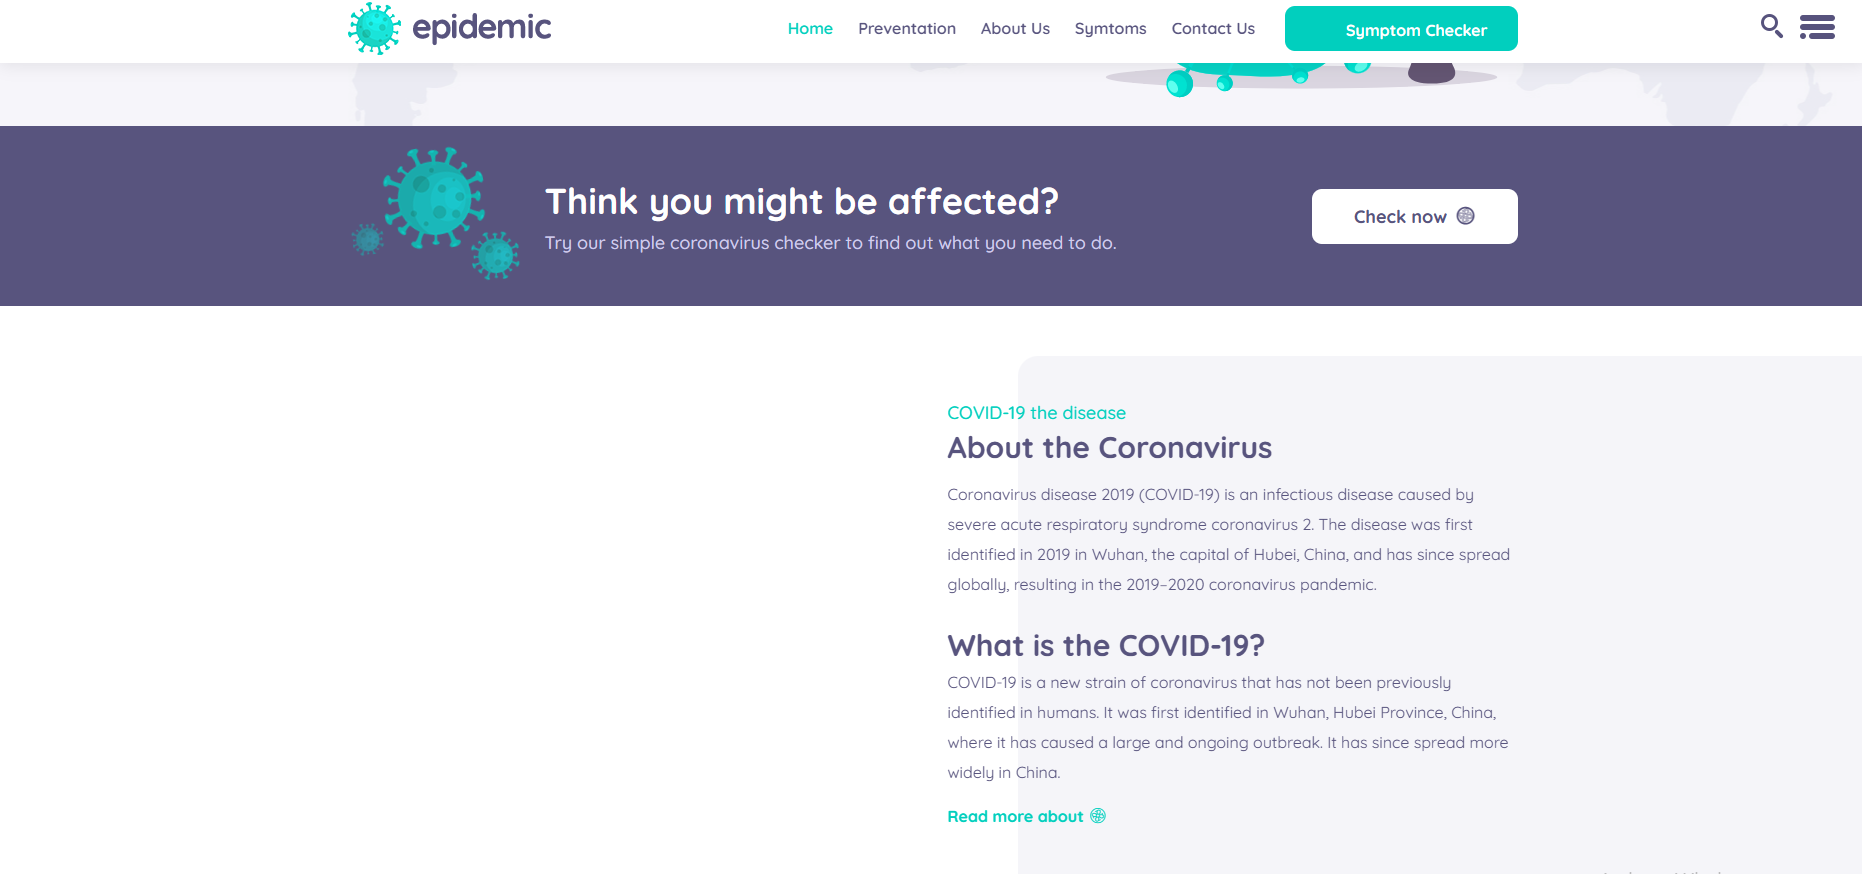 epidemic
Home Preventation About Us Symtoms Contact Us Symptom Checker
Think you might be affected?
Try our simple coronavirus checker to find out what you need to do.
Check now
COVID-19 the disease
About the Coronavirus
Coronavirus disease 2019 (COVID-19) is an infectious disease caused by
severe acute respiratory syndrome coronavirus 2. The disease was first
identified in 2019 in Wuhan, the capital of Hubei, China, and has since spread
globally, resulting in the 2019–2020 coronavirus pandemic.
What is the COVID-19?
COVID-19 is a new strain of coronavirus that has not been previously
identified in humans. It was first identified in Wuhan, Hubei Province, China,
where it has caused a large and ongoing outbreak. It has since spread more
widely in China.
Read more about